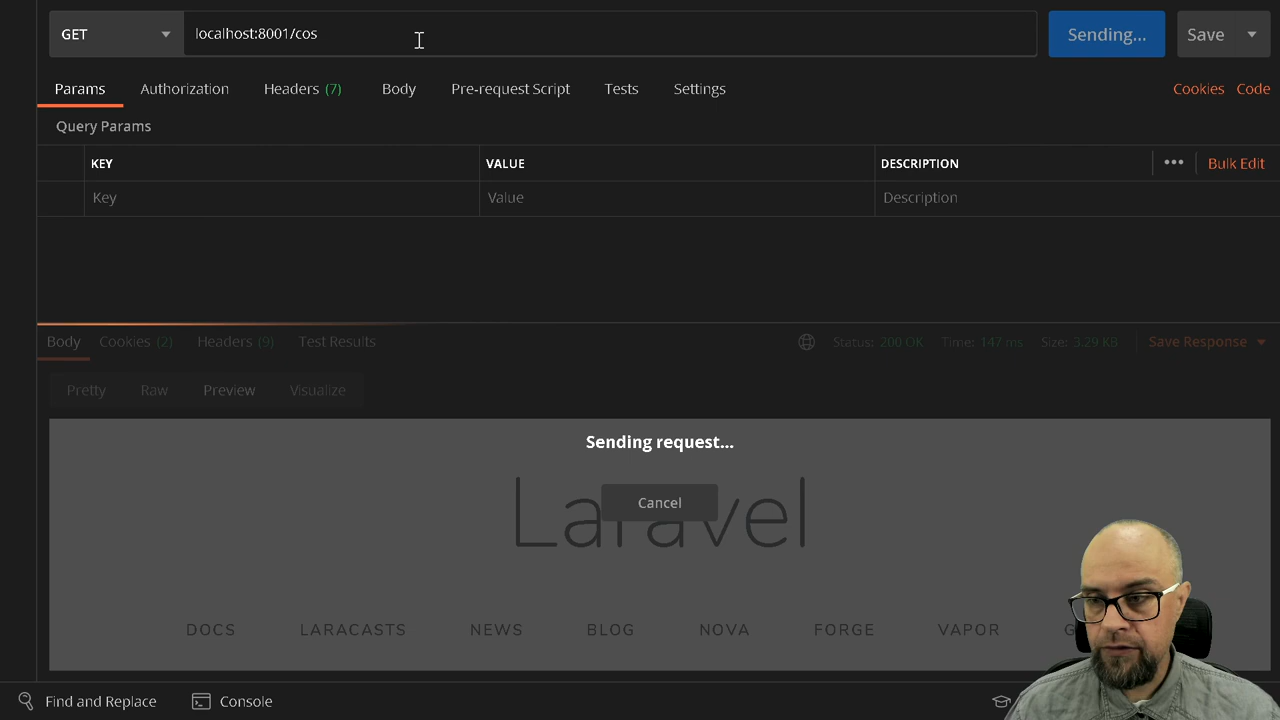 GET localhost:8001/cos Sending... Save
Params Authorization Headers (7) Body Pre-request Script Tests Settings Cookies Code
Query Params
KEY VALUE DESCRIPTION ••• Bulk Edit
Key Value Description
Body Cookies (2) Headers (9) Test Results Status: 200 OK Time: 147 ms Size: 3.29 KB Save Response
Pretty Raw Preview Visualize
Sending request...
Cancel
Laravel
DOCS LARACASTS NEWS BLOG NOVA FORGE VAPOR
Find and Replace Console